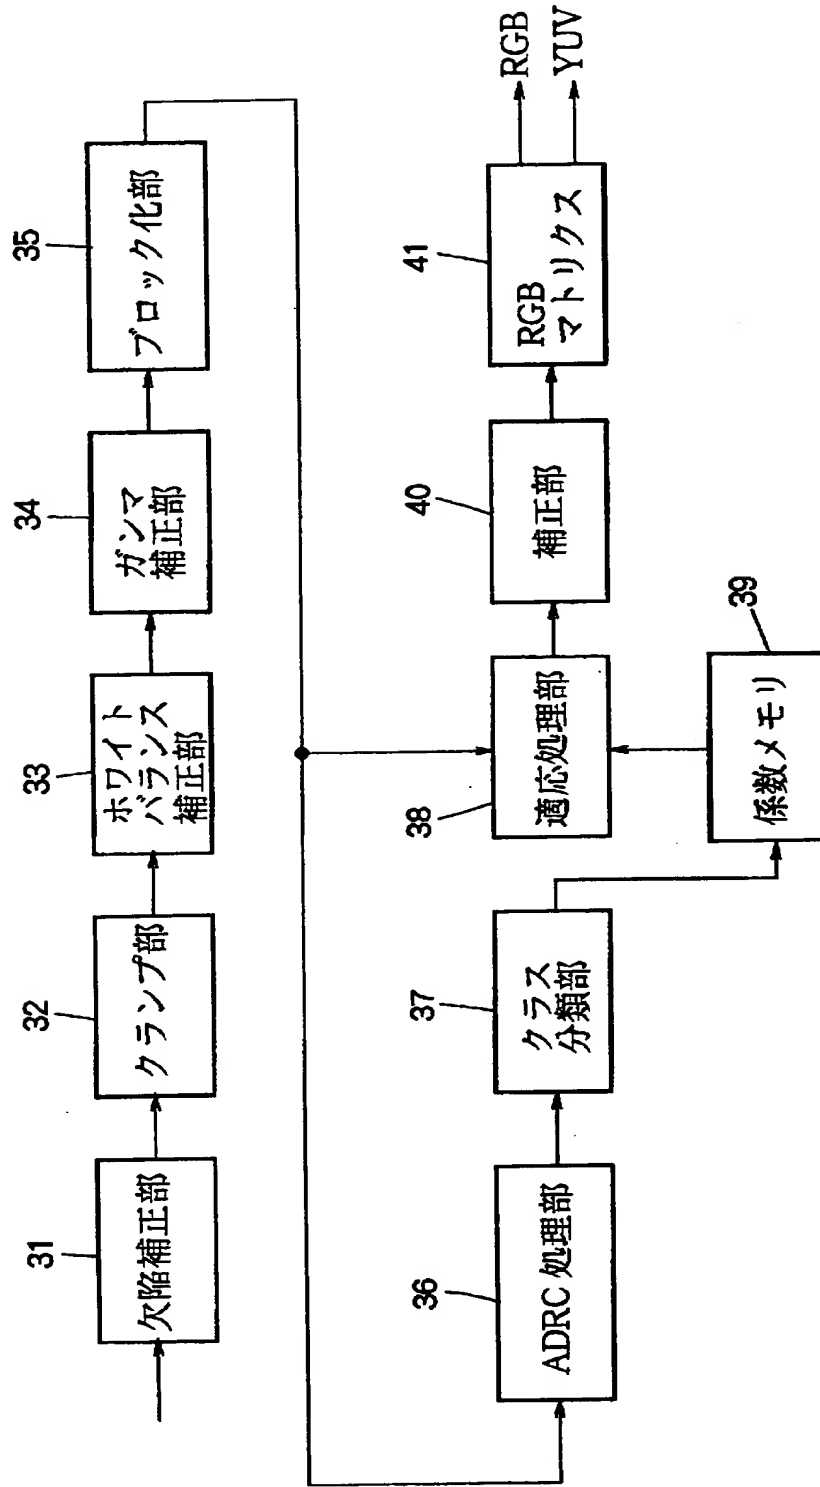 31
欠陥補正部
32
クランプ部
33
ホワイト
バランス
補正部
34
ガンマ
補正部
35
ブロック化部
36
ADRC 処理部
37
クラス
分類部
38
適応処理部
39
係数メモリ
40
補正部
41
RGB
マトリクス
RGB
YUV